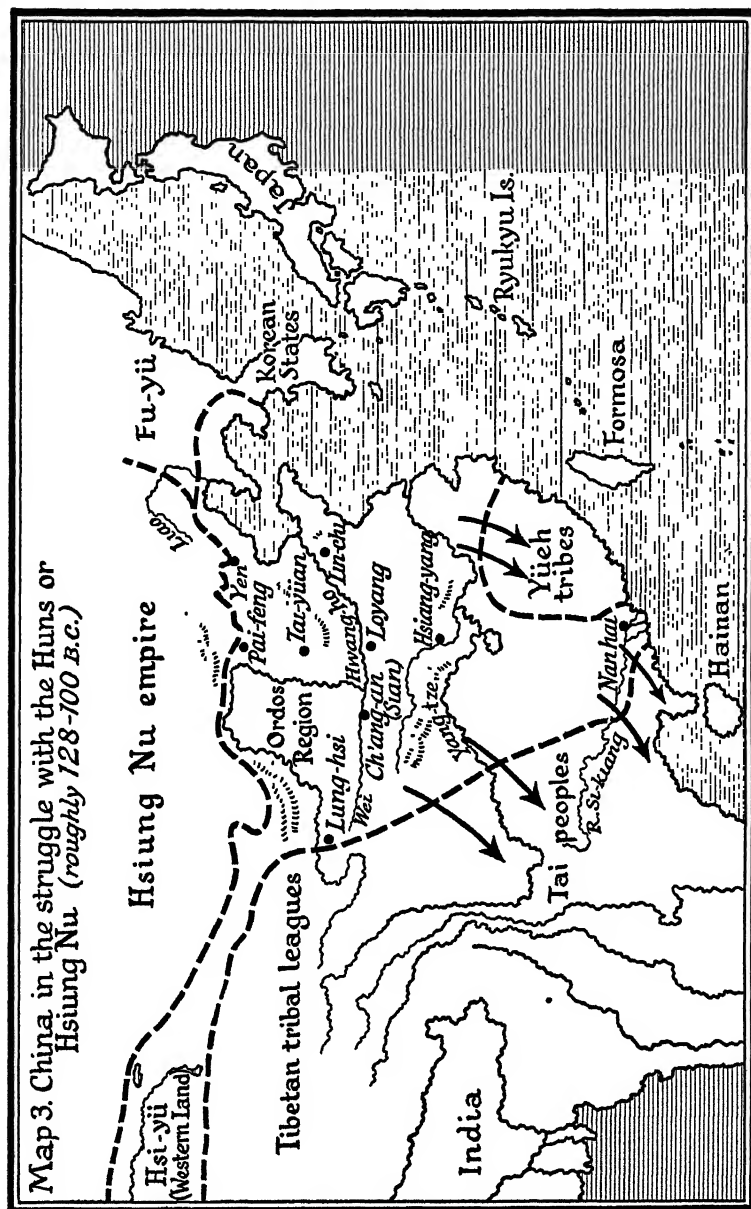 Map 3. China in the struggle with the Huns or
Hsiung Nu (roughly 128-100 B.C.)
Hsiung Nu empire
Fu-yü
Liao
Korean
States
Japan
Hsi-yü
(Western Land)
Tibetan tribal leagues
Ordos
Region
Pai-feng
Yen
Tai-yüan
Hwang-ho
Lin-chi
Lung-hsi
Wei
Ch'ang-an
(Sian)
Loyang
Hsiang-yang
Yang-tze
Ryukyu Is.
India
Tai peoples
R. Si-kiang
Nan-hai
Yüeh
tribes
Formosa
Hainan